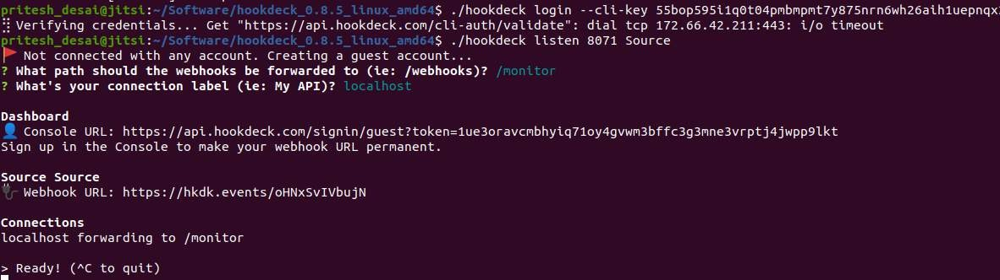 pritesh_desai@jitsi:~/Software/hookdeck_0.8.5_linux_amd64$ ./hookdeck login --cli-key 55bop595i1q0t04pmbmpmt7y875nrn6wh26aih1uepnqx
⣻ Verifying credentials... Get "https://api.hookdeck.com/cli-auth/validate": dial tcp 172.66.42.211:443: i/o timeout
pritesh_desai@jitsi:~/Software/hookdeck_0.8.5_linux_amd64$ ./hookdeck listen 8071 Source
🚩 Not connected with any account. Creating a guest account...
? What path should the webhooks be forwarded to (ie: /webhooks)? /monitor
? What's your connection label (ie: My API)? localhost
Dashboard
👤 Console URL: https://api.hookdeck.com/signin/guest?token=1ue3oravcmbhyiq71oy4gvwm3bffc3g3mne3vrptj4jwpp9lkt
Sign up in the Console to make your webhook URL permanent.
Source Source
🔌 Webhook URL: https://hkdk.events/oHNxSvIVbujN
Connections
localhost forwarding to /monitor
> Ready! (^C to quit)